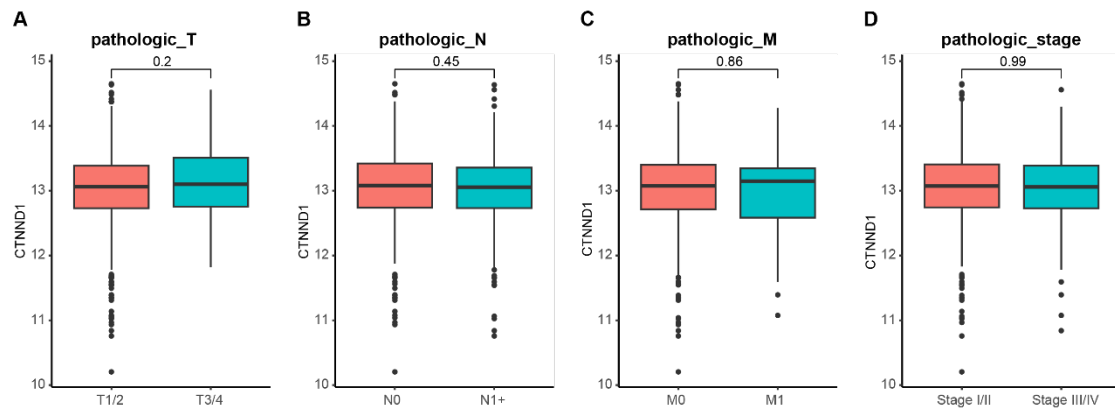 A
pathologic_T
0.2
15
14
13
12
11
10
CTNND1
T1/2
T3/4
B
pathologic_N
0.45
15
14
13
12
11
10
CTNND1
N0
N1+
C
pathologic_M
0.86
15
14
13
12
11
10
CTNND1
M0
M1
D
pathologic_stage
0.99
15
14
13
12
11
10
CTNND1
Stage I/II
Stage III/IV